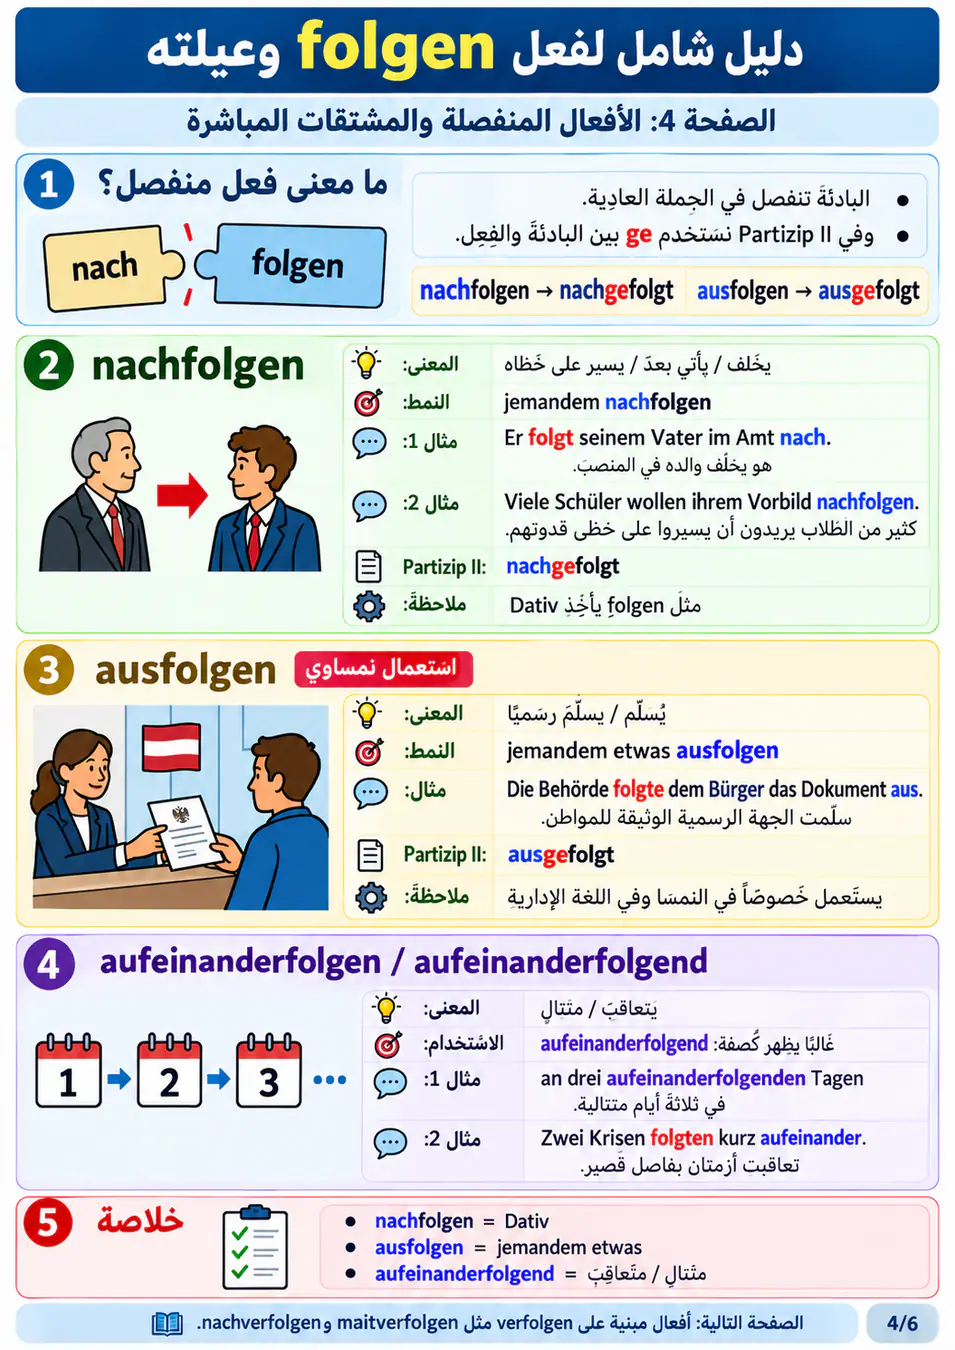 دليل شامل لفعل folgen وعيلته
الصفحة 4: الأفعال المنفصلة والمشتقات المباشرة
1 ما معنى فعل منفصل؟
nach folgen
● البادئة تنفصل في الجملة العادية.
● وفي Partizip II نستخدم ge بين البادئة والفعل.
nachfolgen → nachgefolgt
ausfolgen → ausgefolgt
2 nachfolgen
المعنى: يخلف / يأتي بعد / يسير على خطاه
النمط: jemandem nachfolgen
مثال 1: Er folgt seinem Vater im Amt nach.
هو يخلف والده في المنصب.
مثال 2: Viele Schüler wollen ihrem Vorbild nachfolgen.
كثير من الطلاب يريدون أن يسيروا على خطى قدوتهم.
Partizip II: nachgefolgt
ملاحظة: مثل folgen يأخذ Dativ
3 ausfolgen استعمال نمساوي
المعنى: يُسلّم / يسلّم رسميًا
النمط: jemandem etwas ausfolgen
مثال: Die Behörde folgte dem Bürger das Dokument aus.
سلّمت الجهة الرسمية الوثيقة للمواطن.
Partizip II: ausgefolgt
ملاحظة: يستعمل خصوصًا في النمسا وفي اللغة الإدارية
4 aufeinanderfolgen / aufeinanderfolgend
المعنى: يتعاقب / متتالٍ
الاستخدام: غالبًا يظهر كصفة: aufeinanderfolgend
مثال 1: an drei aufeinanderfolgenden Tagen
في ثلاثة أيام متتالية.
مثال 2: Zwei Krisen folgten kurz aufeinander.
تعاقبت أزمتان بفاصل قصير.
1 2 3 ...
5 خلاصة
● nachfolgen = Dativ
● ausfolgen = jemandem etwas
● aufeinanderfolgend = متتالٍ / متعاقب
الصفحة التالية: أفعال مبنية على verfolgen مثل maitverfolgen و nachverfolgen.
4/6